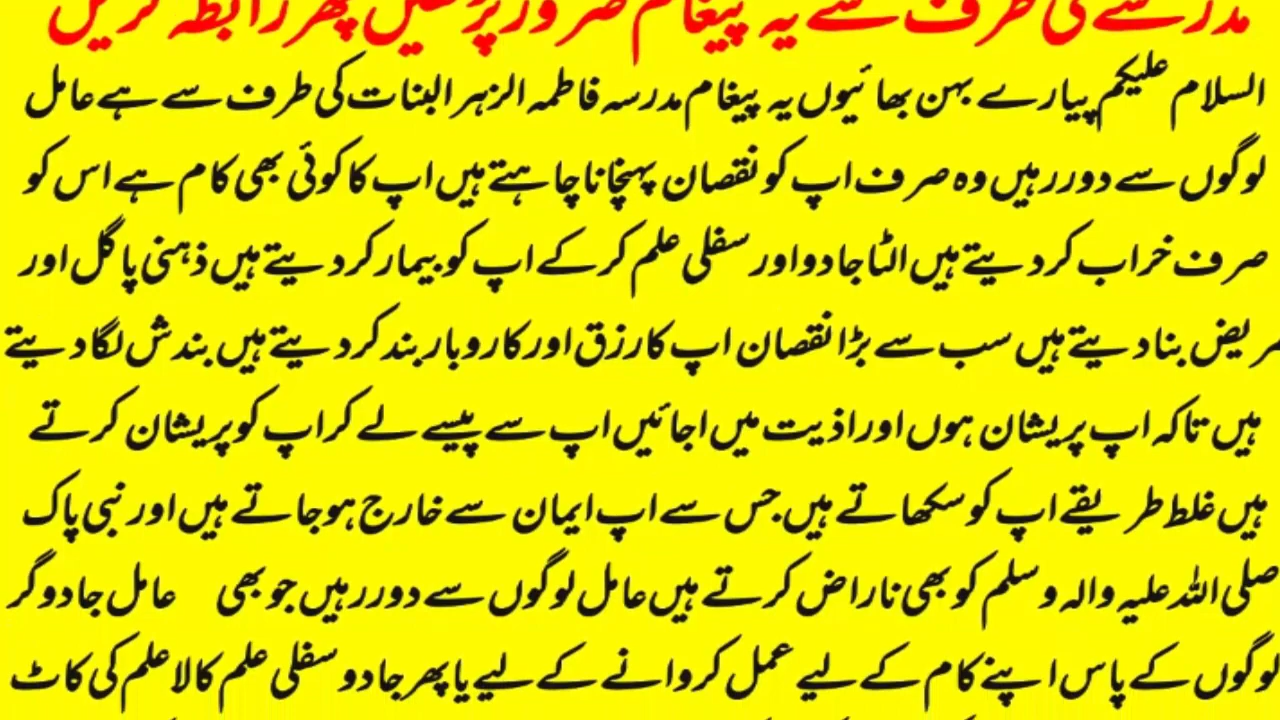 مدرسے کی طرف سے یہ پیغام ضرور پڑھیں پھر رابطہ کریں
السلام علیکم پیارے بہن بھائیوں یہ پیغام مدرسہ فاطمہ الزہرالبنات کی طرف سے ہے عامل
لوگوں سے دور رہیں وہ صرف اپ کو نقصان پہنچانا چاہتے ہیں اپ کا کوئی بھی کام ہے اس کو
صرف خراب کر دیتے ہیں الٹا جادو اور سفلی علم کر کے اپ کو بیمار کر دیتے ہیں ذہنی پاگل اور
مریض بنا دیتے ہیں سب سے بڑا نقصان اپ کا رزق اور کاروبار بند کر دیتے ہیں بندش لگا دیتے
ہیں تاکہ اپ پریشان ہوں اور اذیت میں اجائیں اپ سے پیسے لے کر اپ کو پریشان کرتے
ہیں غلط طریقے اپ کو سکھاتے ہیں جس سے اپ ایمان سے خارج ہو جاتے ہیں اور نبی پاک
صلی اللہ علیہ والہ وسلم کو بھی ناراض کرتے ہیں عامل لوگوں سے دور رہیں جو بھی عامل جادوگر
لوگوں کے پاس اپنے کام کے لیے عمل کروانے کے لیے یا پھر جادو سفلی علم کالا علم کی کاٹ